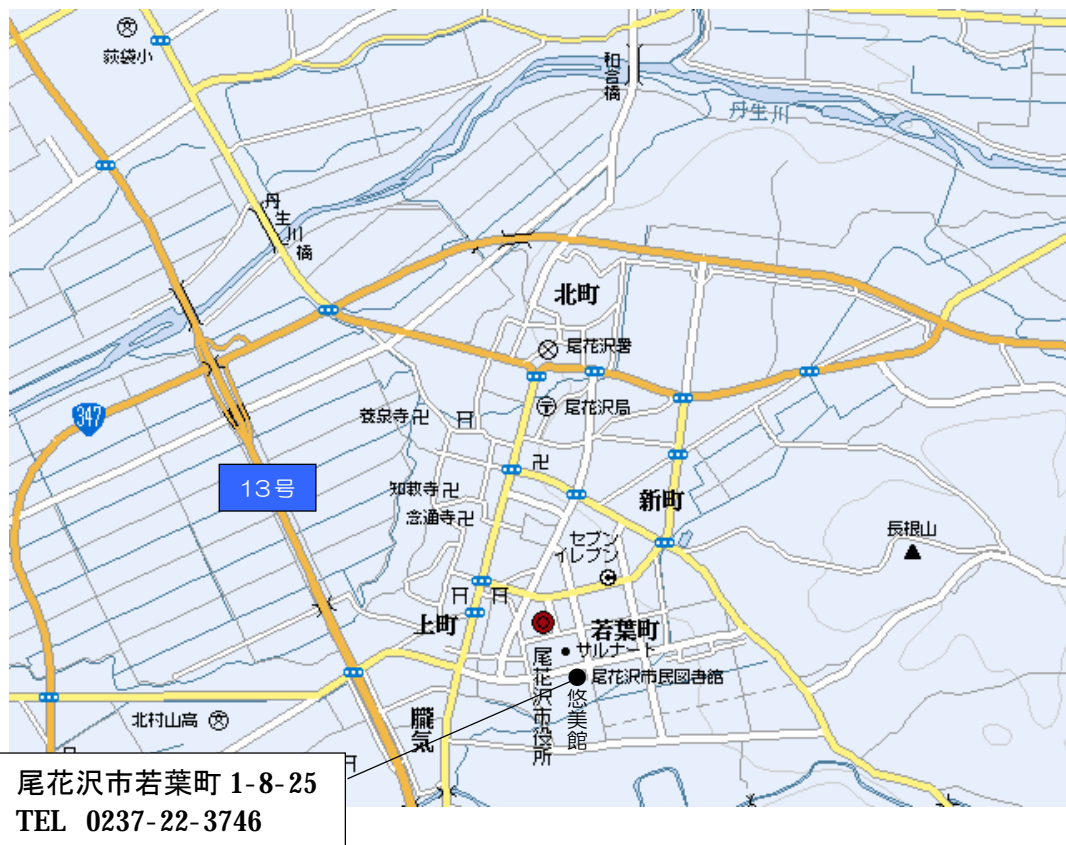 荻袋小
和合橋
丹生川
丹生川橋
北町
尾花沢署
347
養泉寺
尾花沢局
13号
知教寺
新町
念通寺
セブン
イレブン
長根山
上町
若葉町
サルナート
尾花沢市民図書館
尾花沢市役所
悠美館
北村山高
朧気
尾花沢市若葉町 1-8-25
TEL 0237-22-3746